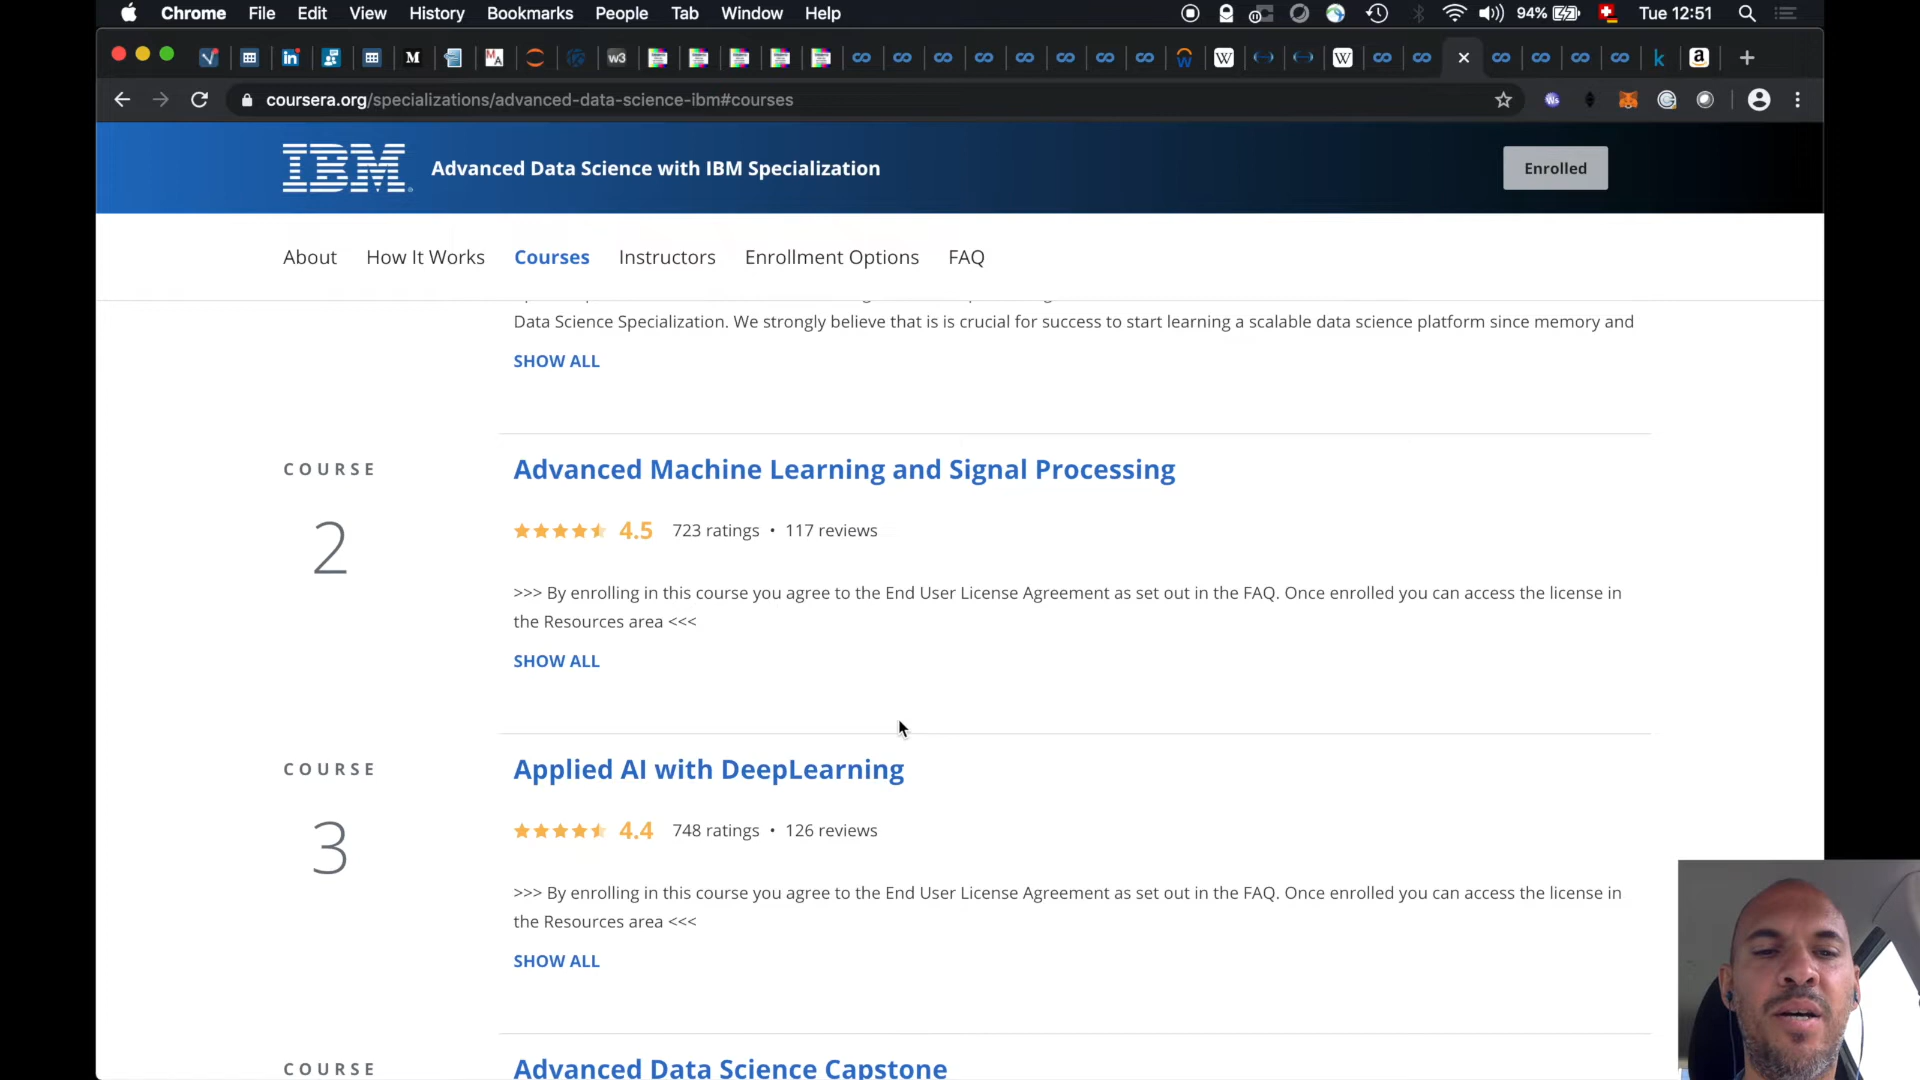 Chrome File Edit View History Bookmarks People Tab Window Help 94% Tue 12:51
coursera.org/specializations/advanced-data-science-ibm#courses
IBM Advanced Data Science with IBM Specialization Enrolled
About How It Works Courses Instructors Enrollment Options FAQ
Data Science Specialization. We strongly believe that is is crucial for success to start learning a scalable data science platform since memory and
SHOW ALL
COURSE
2
Advanced Machine Learning and Signal Processing
4.5 723 ratings • 117 reviews
>>> By enrolling in this course you agree to the End User License Agreement as set out in the FAQ. Once enrolled you can access the license in
the Resources area <<<
SHOW ALL
COURSE
3
Applied AI with DeepLearning
4.4 748 ratings • 126 reviews
>>> By enrolling in this course you agree to the End User License Agreement as set out in the FAQ. Once enrolled you can access the license in
the Resources area <<<
SHOW ALL
COURSE
Advanced Data Science Capstone